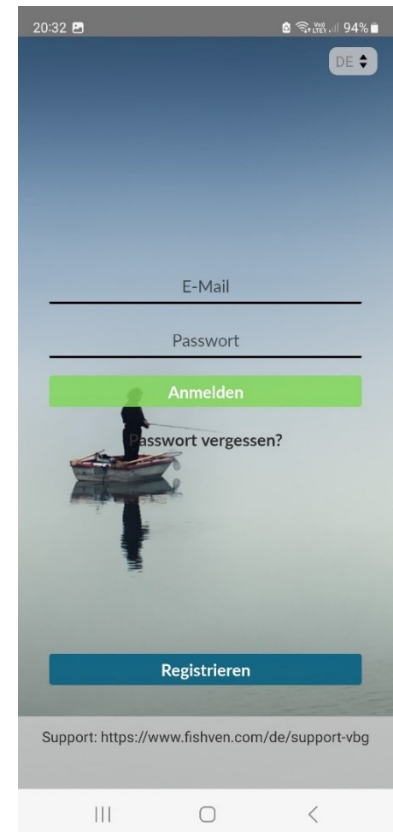 20:32
94%
DE
E-Mail
Passwort
Anmelden
Passwort vergessen?
Registrieren
Support: https://www.fishven.com/de/support-vbg